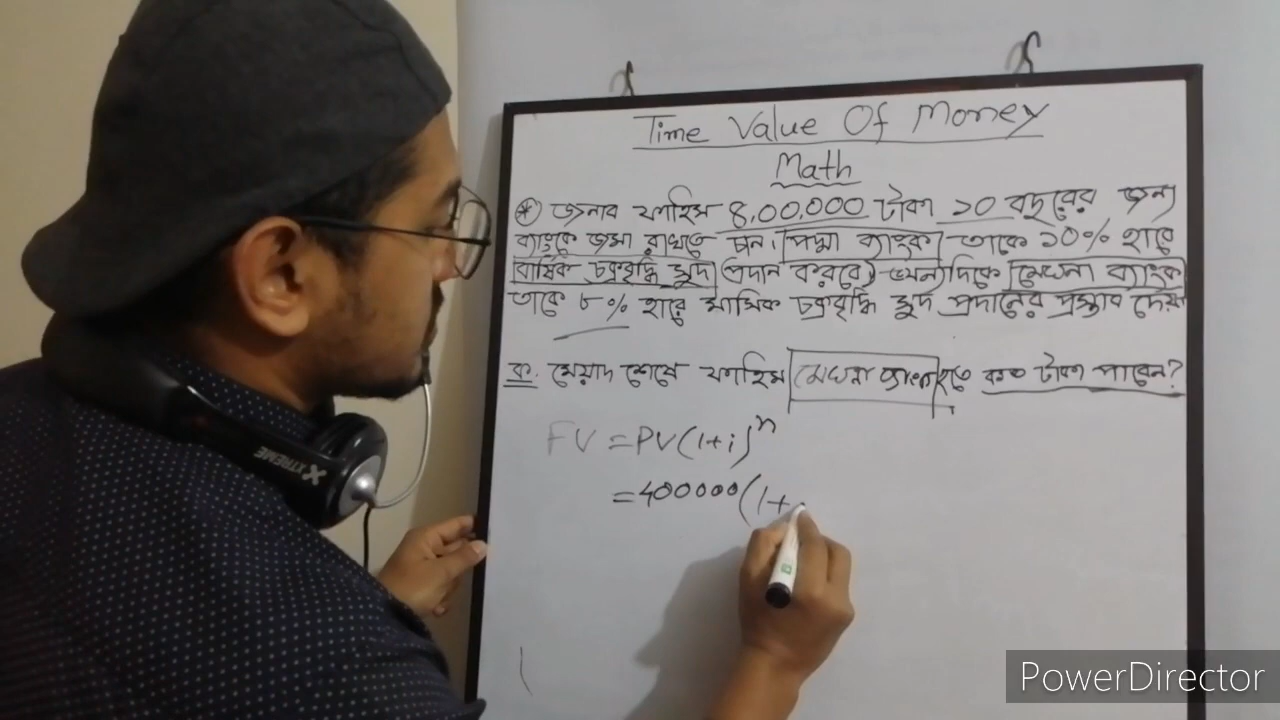 Time Value Of Money
Math
* জনাব ফাহিম ৪,০০,০০০ টাকা ১০ বছরের জন্য
ব্যাংকে জমা রাখতে চান। পদ্মা ব্যাংক তাকে ১০% হারে
বার্ষিক চক্রবৃদ্ধি সুদ প্রদান করবে। অন্যদিকে মেঘনা ব্যাংক
তাকে ৮% হারে মাসিক চক্রবৃদ্ধি সুদ প্রদানের প্রস্তাব দেয়
ক. মেয়াদ শেষে ফাহিম মেঘনা ব্যাংক হতে কত টাকা পাবেন?
FV = PV(1+i)^n
= 400000(1+
XTREME
B
PowerDirector